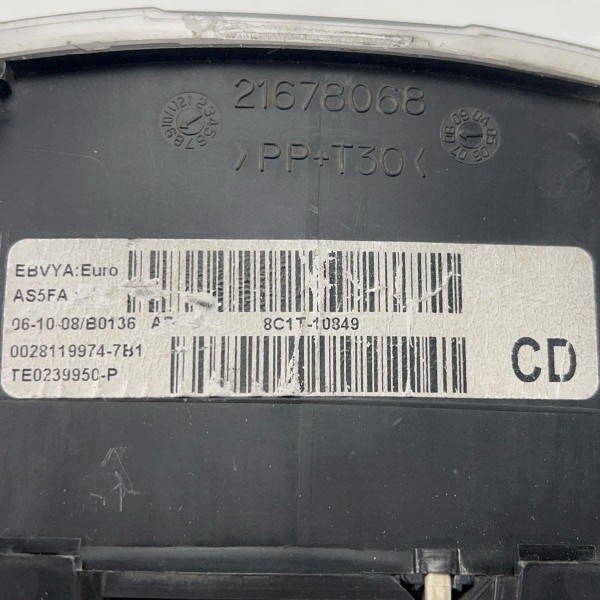 21678068
>PP+T30<
EBVYA:Euro
AS5FA
06-10-08/B0136 8C1T-10849
0028119974-7B1
TE0239950-P
CD